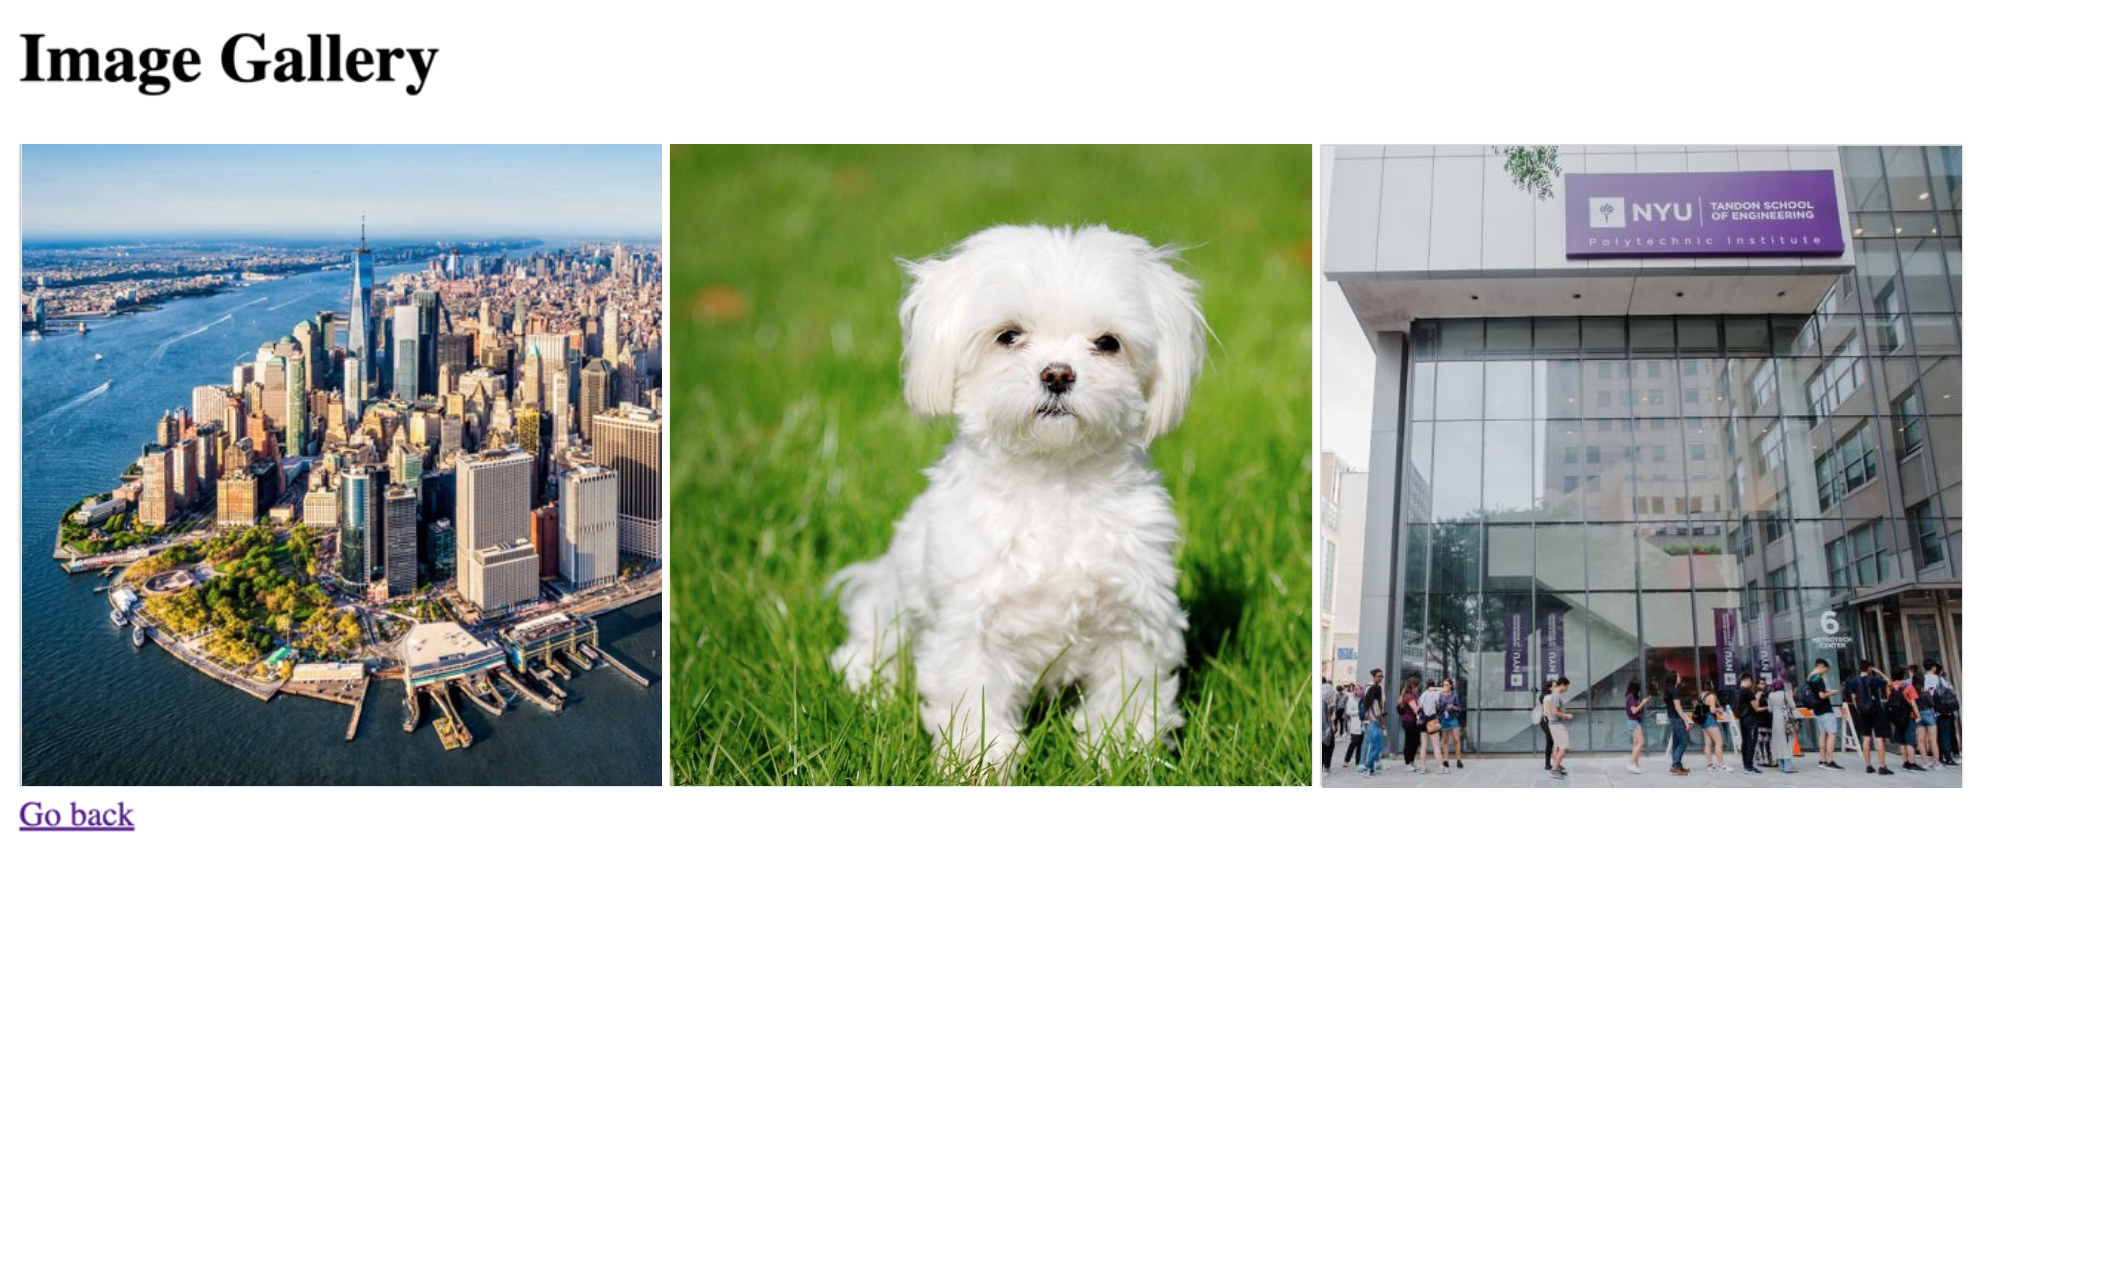 Image Gallery
NYU
TANDON SCHOOL
OF ENGINEERING
Polytechnic Institute
6
METROTECH
CENTER
NYU
NYU
NYU
NYU
Go back